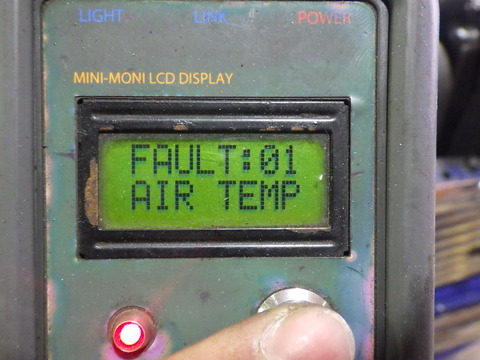 LIGHT LINK POWER
MINI-MONI LCD DISPLAY
FAULT:01
AIR TEMP